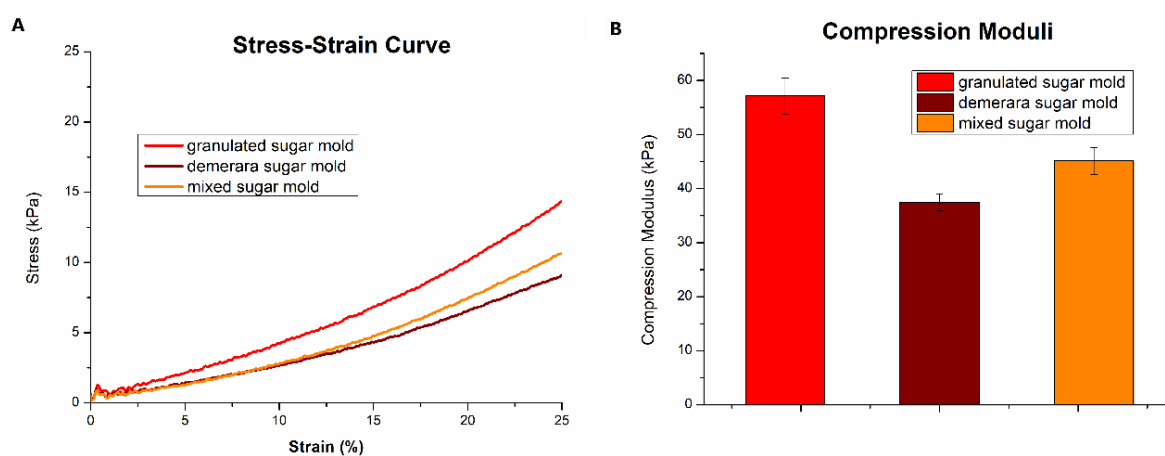 A
Stress-Strain Curve
25
20
15
10
5
0
Stress (kPa)
granulated sugar mold
demerara sugar mold
mixed sugar mold
0 5 10 15 20 25
Strain (%)
B
Compression Moduli
60
50
40
30
20
10
0
Compression Modulus (kPa)
granulated sugar mold
demerara sugar mold
mixed sugar mold